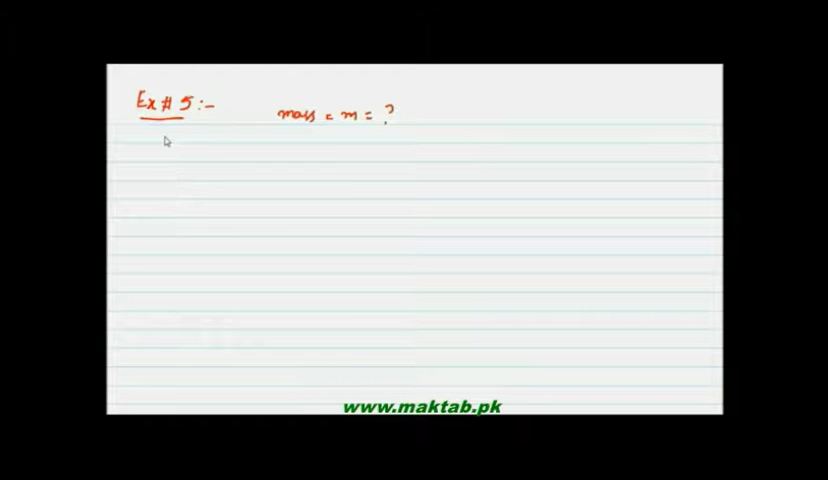 Ex # 5 :-
mass = m = ?
www.maktab.pk